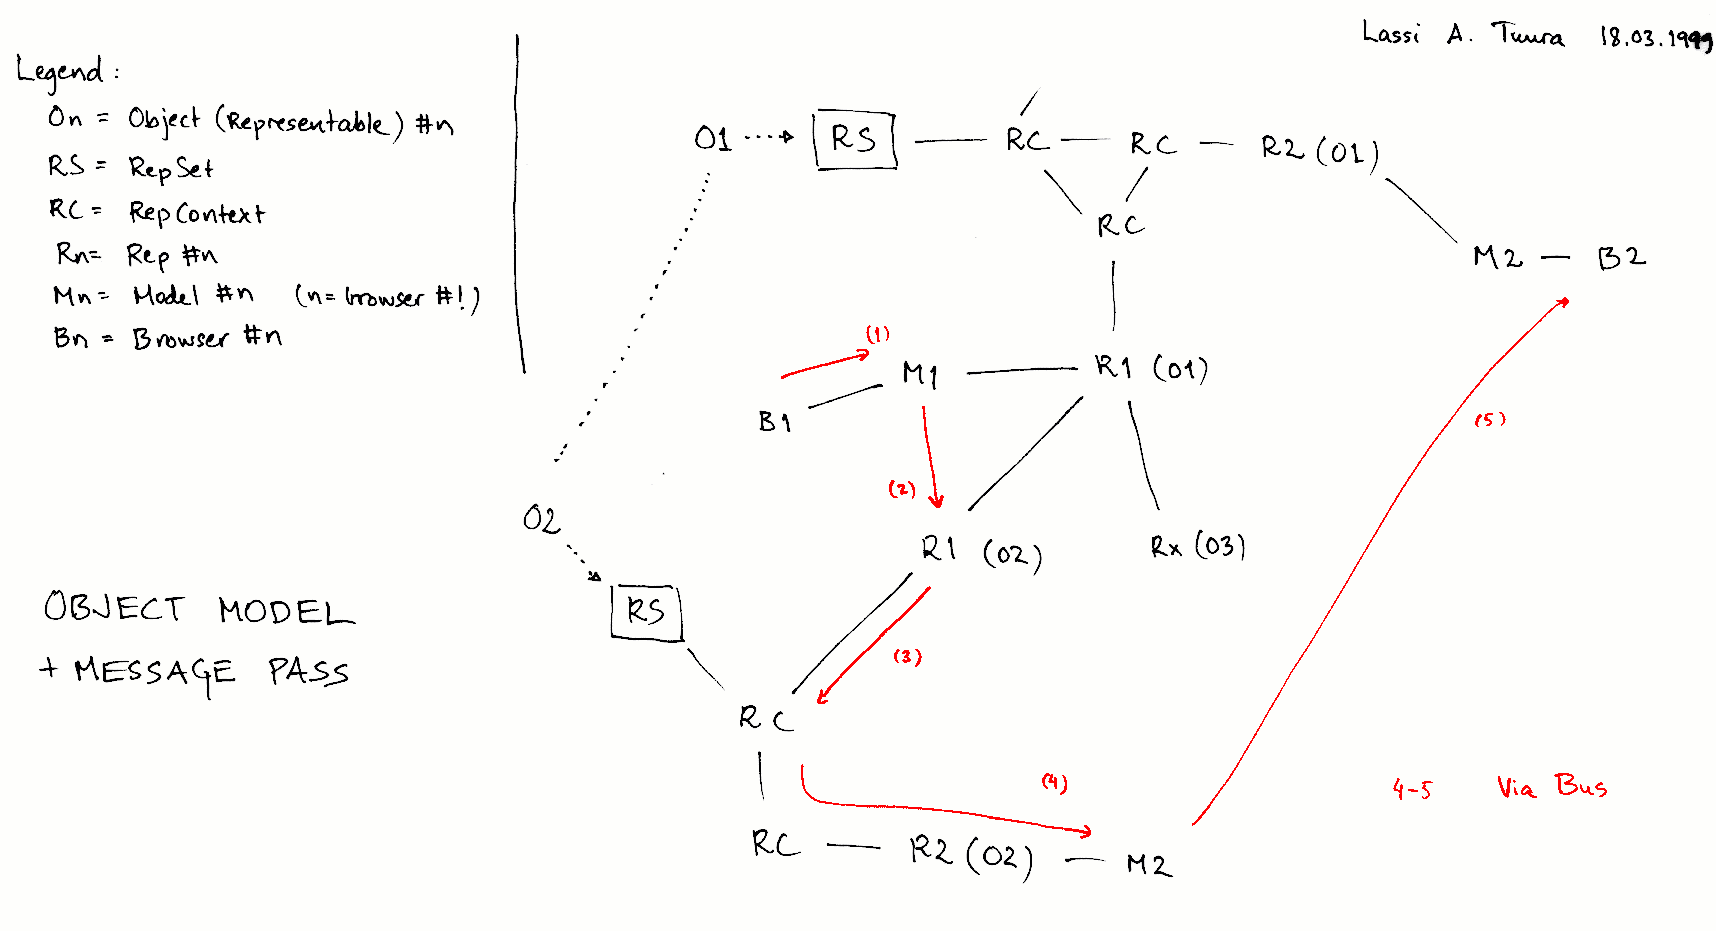 Lassi A. Tuura 18.03.1999
Legend :
On = Object (Representable) #n
RS = RepSet
RC = RepContext
Rn = Rep #n
Mn = Model #n (n = browser #!)
Bn = Browser #n
O1 RS RC RC R2 (O1)
RC
M2 B2
(1)
M1 R1 (O1)
B1
(5)
(2)
O2
R1 (O2) Rx (O3)
OBJECT MODEL
+ MESSAGE PASS
RS
(3)
RC
(4)
4-5 Via Bus
RC R2 (O2) M2